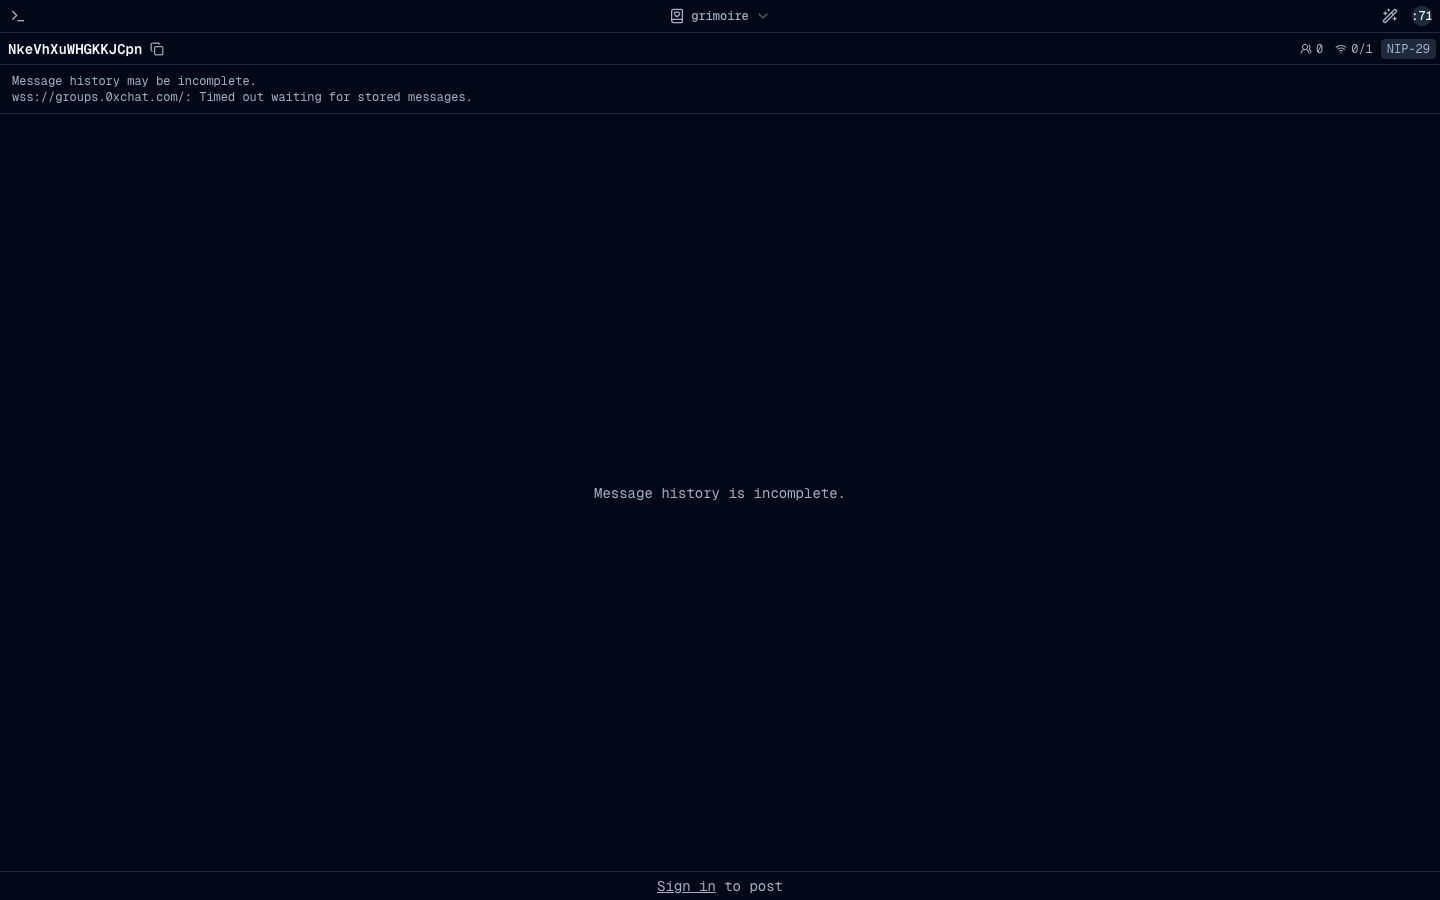 grimoire
:71
NkeVhXuWHGKKJCpn
0
0/1
NIP-29
Message history may be incomplete.
wss://groups.0xchat.com/: Timed out waiting for stored messages.
Message history is incomplete.
Sign in to post